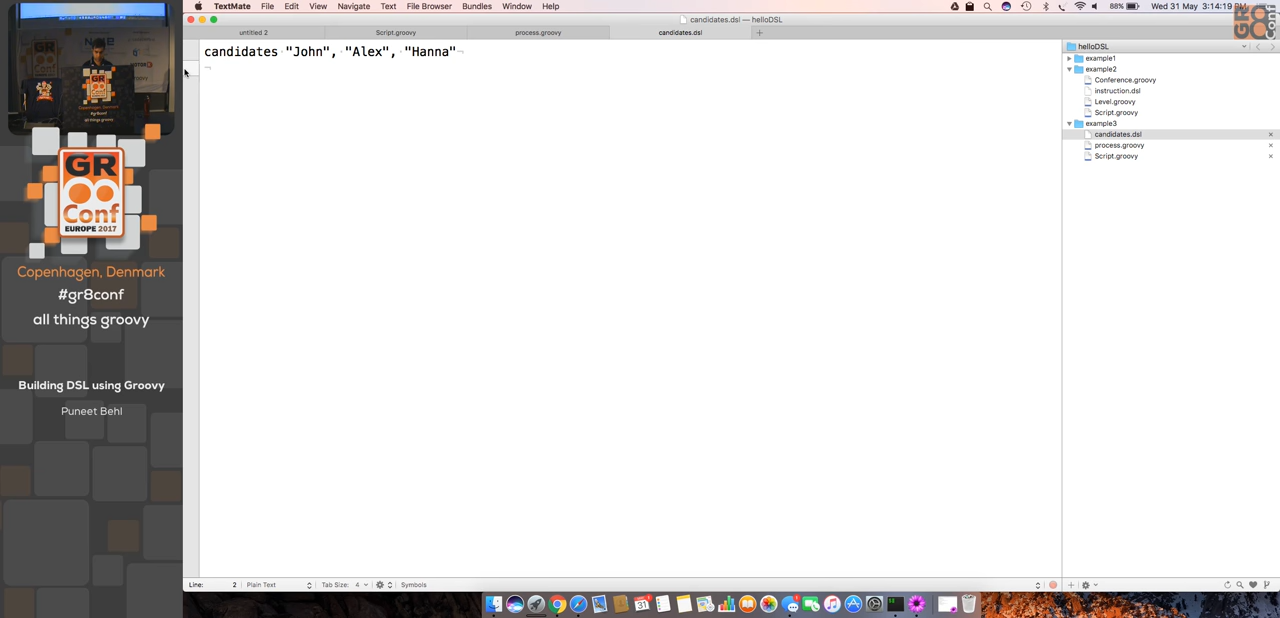 TextMate File Edit View Navigate Text File Browser Bundles Window Help
88% Wed 31 May 3:14:19
GR8 Conf
candidates.dsl — helloDSL
untitled 2 Script.groovy process.groovy candidates.dsl
candidates "John", "Alex", "Hanna"
helloDSL
example1
example2
Conference.groovy
instruction.dsl
Level.groovy
Script.groovy
example3
candidates.dsl
process.groovy
Script.groovy
GR8
Conf
EUROPE 2017
Copenhagen, Denmark
#gr8conf
all things groovy
Building DSL using Groovy
Puneet Behl
Line: 2 Plain Text Tab Size: 4 Symbols